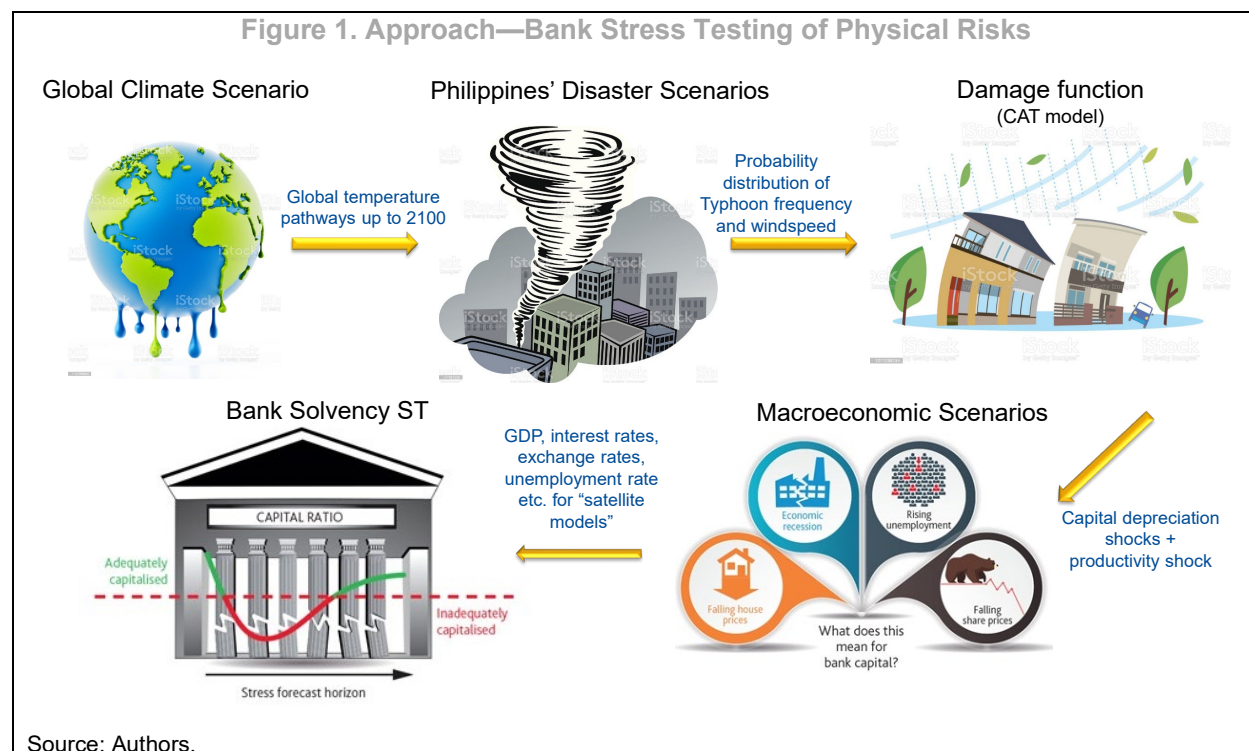 Figure 1. Approach—Bank Stress Testing of Physical Risks
Global Climate Scenario
Philippines' Disaster Scenarios
Damage function
(CAT model)
Global temperature
pathways up to 2100
Probability
distribution of
Typhoon frequency
and windspeed
iStock
iStock
iStock
Bank Solvency ST
GDP, interest rates,
exchange rates,
unemployment rate
etc. for “satellite
models”
Macroeconomic Scenarios
Capital depreciation
shocks +
productivity shock
CAPITAL RATIO
Adequately
capitalised
Inadequately
capitalised
Stress forecast horizon
Economic
recession
Rising
unemployment
Falling house
prices
Falling
share prices
What does this
mean for
bank capital?
Source: Authors.